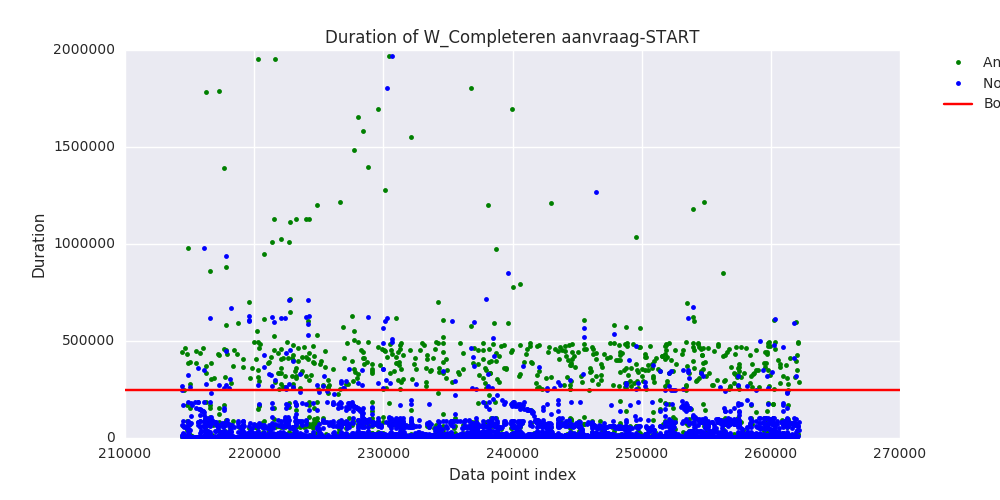 Duration of W_Completeren aanvraag-START
2000000
1500000
1000000
500000
0
Duration
210000 220000 230000 240000 250000 260000 270000
Data point index